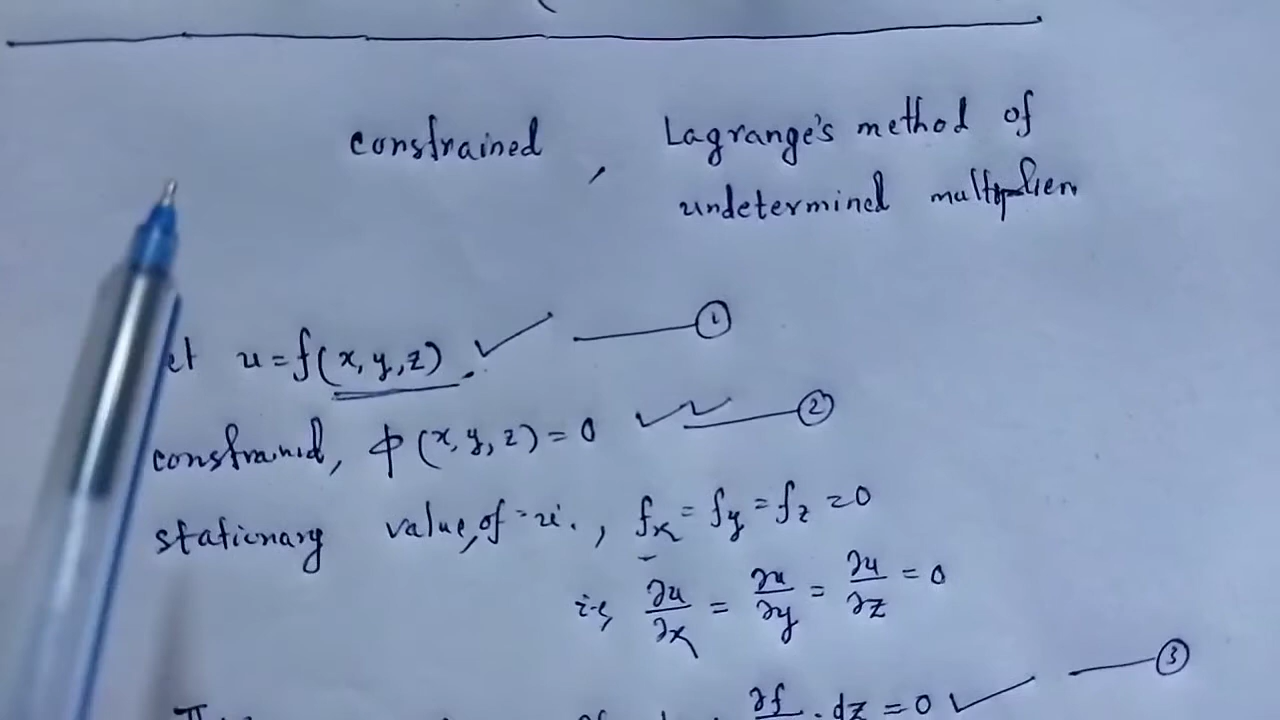 constrained , Lagrange's method of
undetermined multiplier
et u = f(x, y, z) ✓ ——— ①
constraind, φ(x, y, z) = 0 ✓ ——— ②
stationary value, of u. , fx = fy = fz = 0
i.e, ∂u/∂x = ∂u/∂y = ∂u/∂z = 0
∂f . dz = 0 ✓ ——— ③